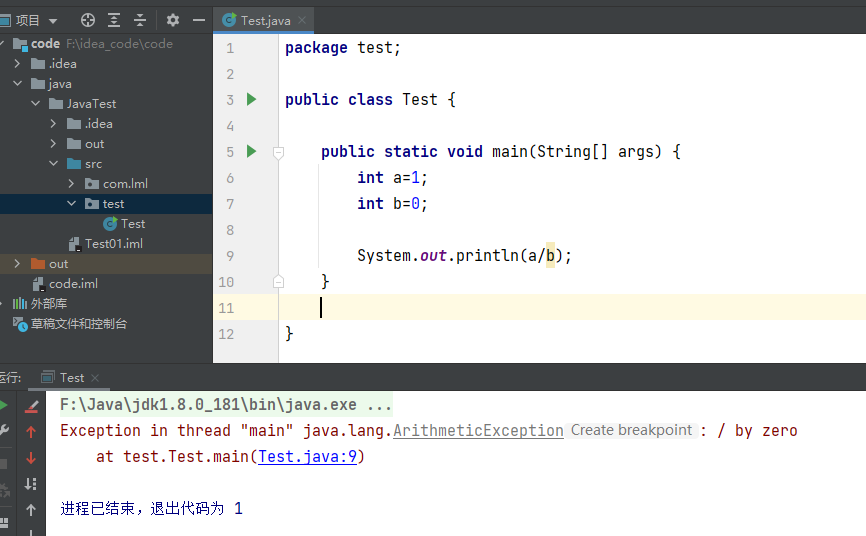 项目
Test.java
code F:\idea_code\code
.idea
java
JavaTest
.idea
out
src
com.lml
test
Test
Test01.iml
out
code.iml
外部库
草稿文件和控制台
1 package test;
2
3 public class Test {
4
5 public static void main(String[] args) {
6 int a=1;
7 int b=0;
8
9 System.out.println(a/b);
10 }
11
12 }
运行: Test
F:\Java\jdk1.8.0_181\bin\java.exe ...
Exception in thread "main" java.lang.ArithmeticException Create breakpoint : / by zero
at test.Test.main(Test.java:9)
进程已结束，退出代码为 1